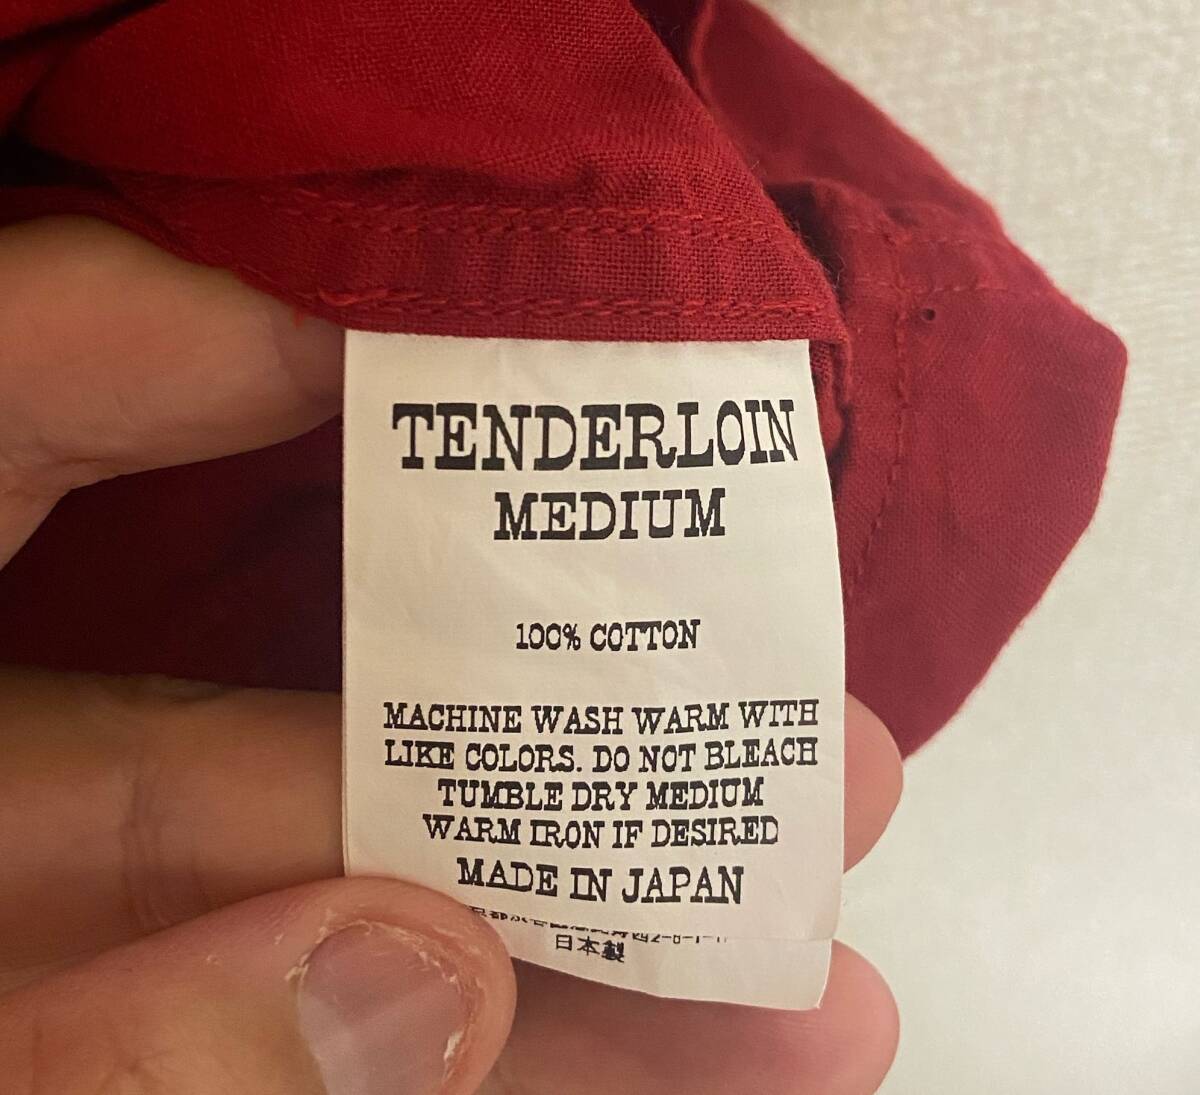 TENDERLOIN
MEDIUM
100% COTTON
MACHINE WASH WARM WITH
LIKE COLORS. DO NOT BLEACH
TUMBLE DRY MEDIUM
WARM IRON IF DESIRED
MADE IN JAPAN
日本製